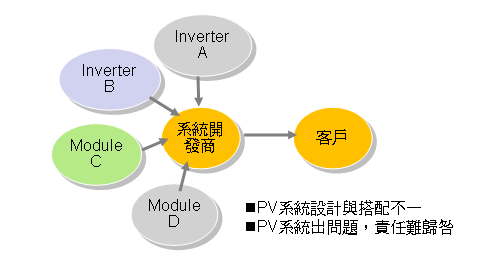 Inverter
A
Inverter
B
系統開
發商
客戶
Module
C
Module
D
■PV系統設計與搭配不一
■PV系統出問題，責任難歸咎